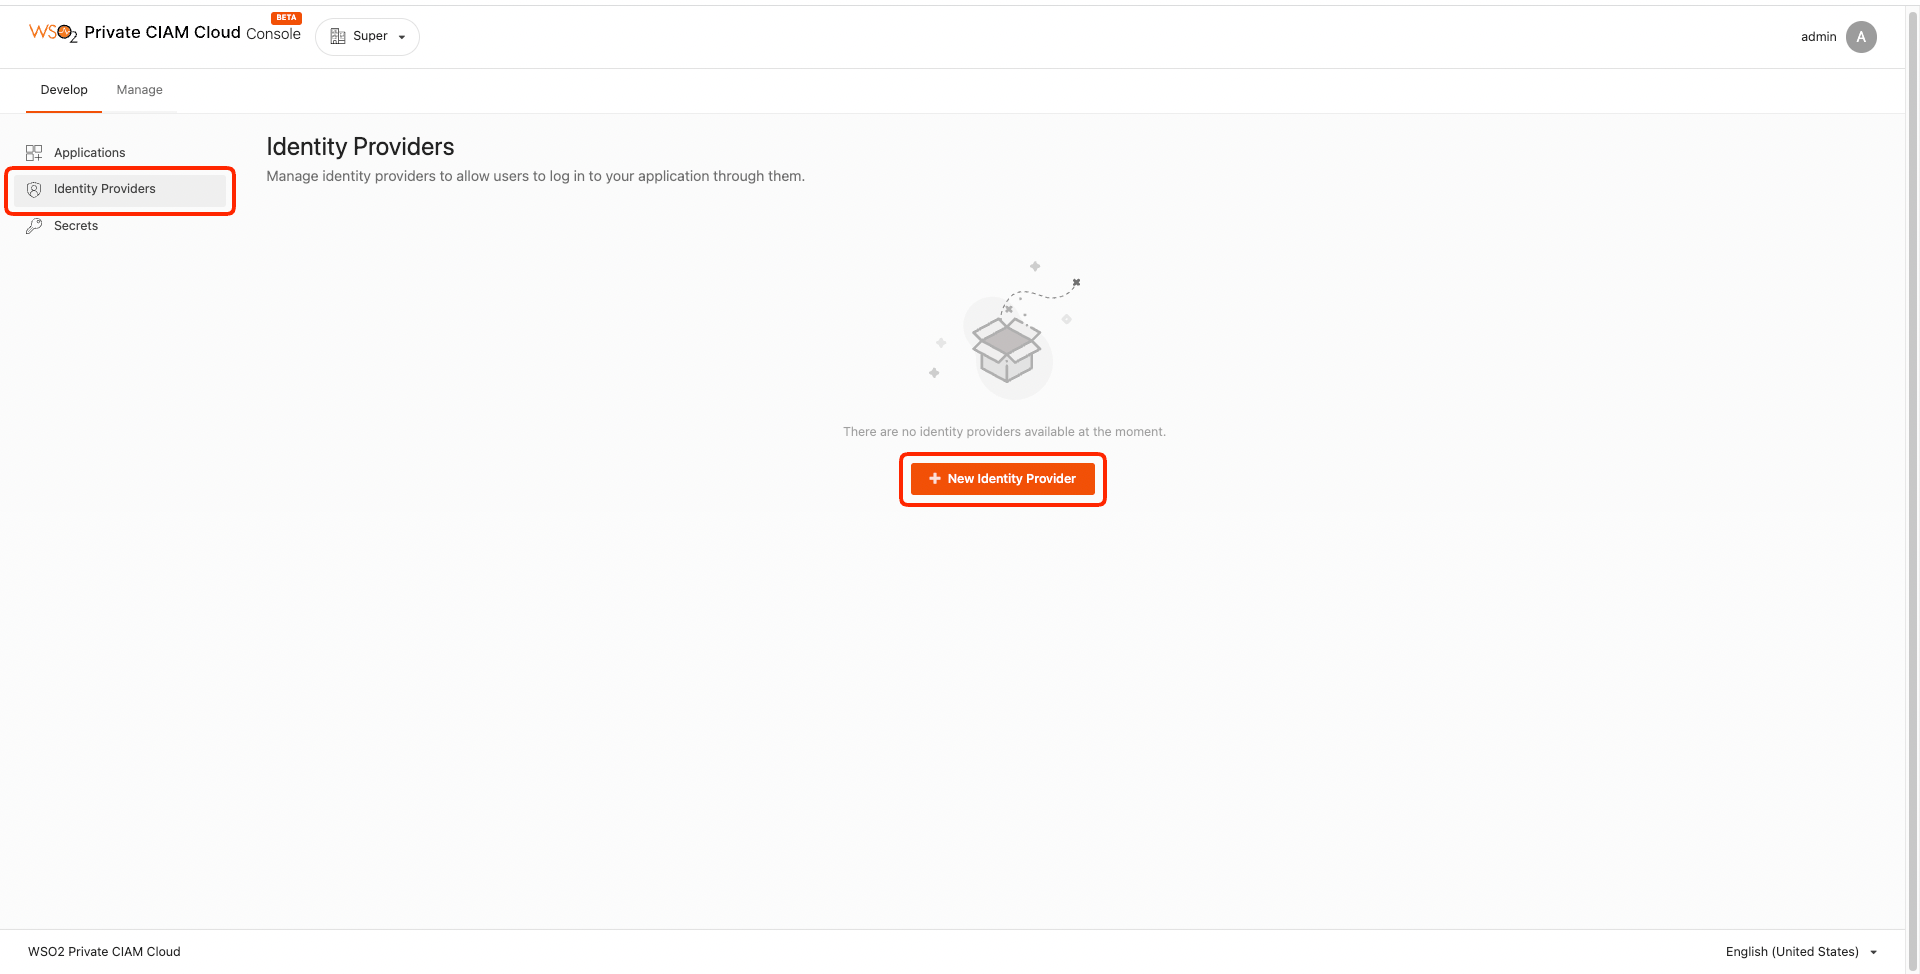 BETA
WSO2 Private CIAM Cloud Console
Super
admin
A
Develop
Manage
Applications
Identity Providers
Secrets
Identity Providers
Manage identity providers to allow users to log in to your application through them.
There are no identity providers available at the moment.
New Identity Provider
WSO2 Private CIAM Cloud
English (United States)